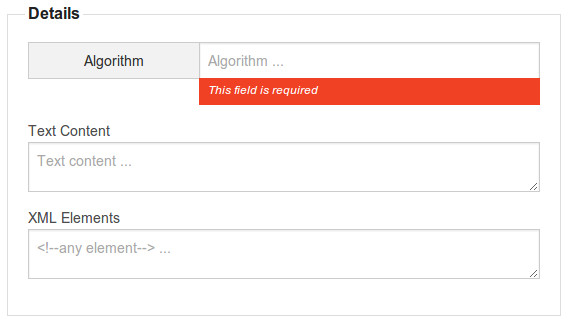 Details
Algorithm
Algorithm ...
This field is required
Text Content
Text content ...
XML Elements
<!--any element--> ...